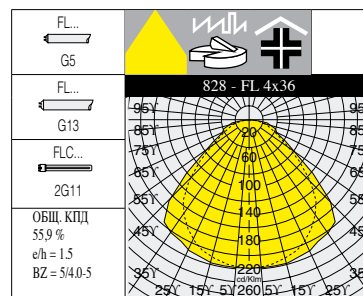 FL...
G5
FL...
G13
FLC...
2G11
ОБЩ. КПД
55,9 %
e/h = 1.5
BZ = 5/4.0-5
828 - FL 4x36
95° 95°
85° 85°
75° 75°
65° 65°
55° 55°
45° 45°
35° 35°
20
60
100
140
180
220
cd/Klm
25° 15° 5° 260 5° 15° 25°